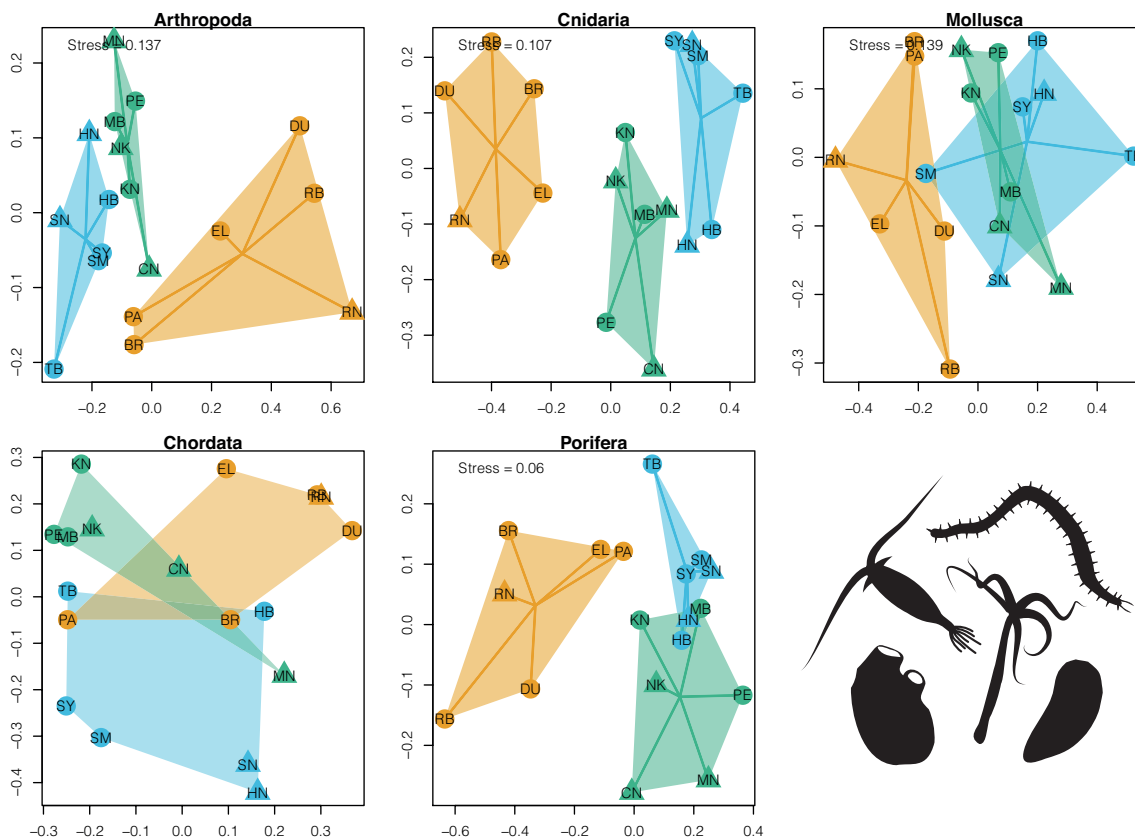 Arthropoda
Stress = 0.137
MN
PE
MB
HN
NK
KN
HB
SN
SY
SM
CN
TB
DU
RB
EL
PA
RN
BR
0.2
0.1
0.0
−0.1
−0.2
−0.2 0.0 0.2 0.4 0.6
Cnidaria
Stress = 0.107
RB
DU
BR
EL
RN
PA
SY
SN
SM
TB
KN
NK
MB
MN
HB
HN
PE
CN
0.2
0.1
0.0
−0.1
−0.3
−0.4 −0.2 0.0 0.2 0.4
Mollusca
Stress = 0.139
BR
PA
NK
PE
HB
KN
HN
SY
RN
SM
TB
MB
EL
DU
CN
SN
MN
RB
0.1
0.0
−0.1
−0.2
−0.3
−0.4 −0.2 0.0 0.2 0.4
Chordata
KN
EL
RB
RN
PE
MB
NK
DU
CN
TB
HB
PA
BR
MN
SY
SM
SN
HN
0.3
0.2
0.1
0.0
−0.1
−0.2
−0.3
−0.4
−0.3 −0.2 −0.1 0.0 0.1 0.2 0.3
Porifera
Stress = 0.06
TB
BR
EL
PA
SM
SN
SY
RN
MB
KN
HN
HB
NK
DU
PE
RB
MN
CN
0.2
0.1
0.0
−0.1
−0.2
−0.6 −0.4 −0.2 0.0 0.2 0.4